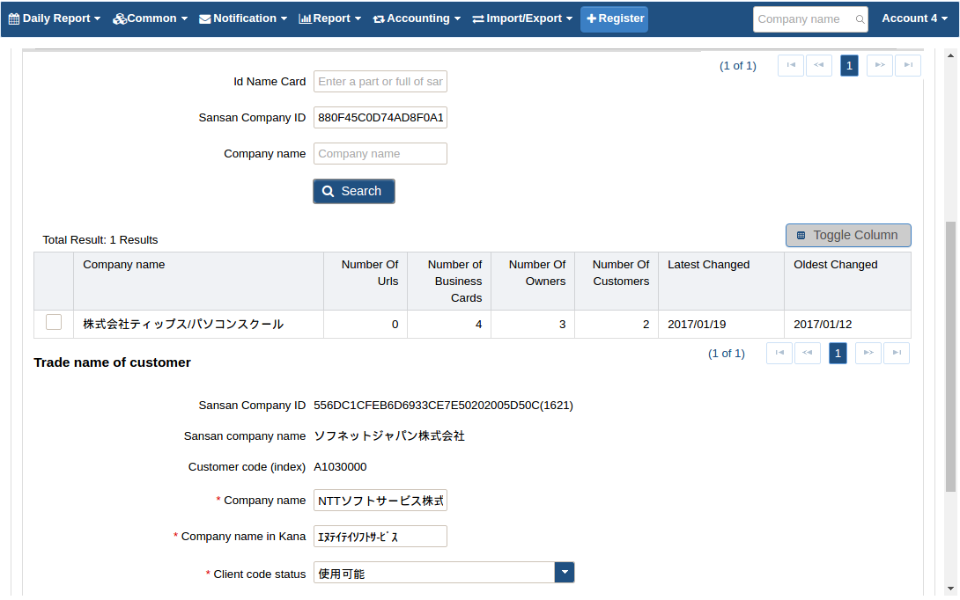 Daily Report Common Notification Report Accounting Import/Export Register Company name Account 4
(1 of 1) 1
Id Name Card Enter a part or full of sar
Sansan Company ID 880F45C0D74AD8F0A1
Company name Company name
Search
Total Result: 1 Results Toggle Column
Company name Number Of Urls Number of Business Cards Number Of Owners Number Of Customers Latest Changed Oldest Changed
株式会社ティップス/パソコンスクール 0 4 3 2 2017/01/19 2017/01/12
(1 of 1) 1
Trade name of customer
Sansan Company ID 556DC1CFEB6D6933CE7E50202005D50C(1621)
Sansan company name ソフネットジャパン株式会社
Customer code (index) A1030000
* Company name NTTソフトサービス株式
* Company name in Kana ｴﾇﾃｲﾃｲｿﾌﾄｻ-ﾋﾞｽ
* Client code status 使用可能